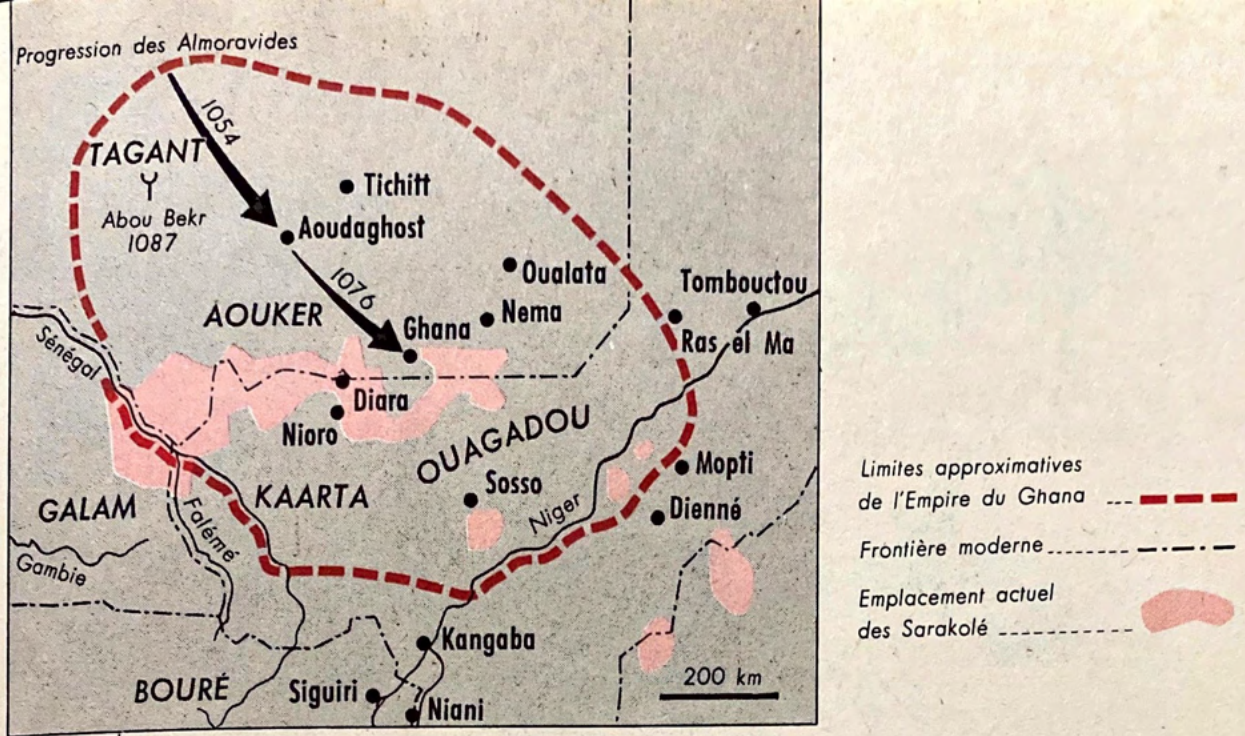 Progression des Almoravides
1054
TAGANT
Y
Abou Bekr
1087
Tichitt
Aoudaghost
1076
Oualata
AOUKER
Ghana
Nema
Tombouctou
Ras el Ma
Sénégal
Diara
Nioro
OUAGADOU
Sosso
Mopti
Dienné
GALAM
KAARTA
Falémé
Niger
Gambie
Kangaba
BOURÉ
Siguiri
Niani
200 km
Limites approximatives
de l'Empire du Ghana
Frontière moderne
Emplacement actuel
des Sarakolé